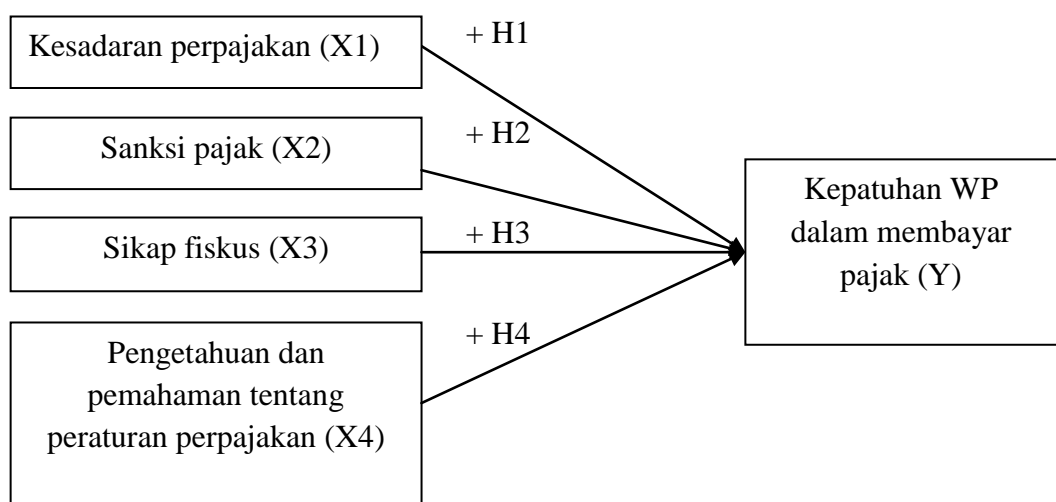 Kesadaran perpajakan (X1)
+ H1
Sanksi pajak (X2)
+ H2
Sikap fiskus (X3)
+ H3
Pengetahuan dan
pemahaman tentang
peraturan perpajakan (X4)
+ H4
Kepatuhan WP
dalam membayar
pajak (Y)